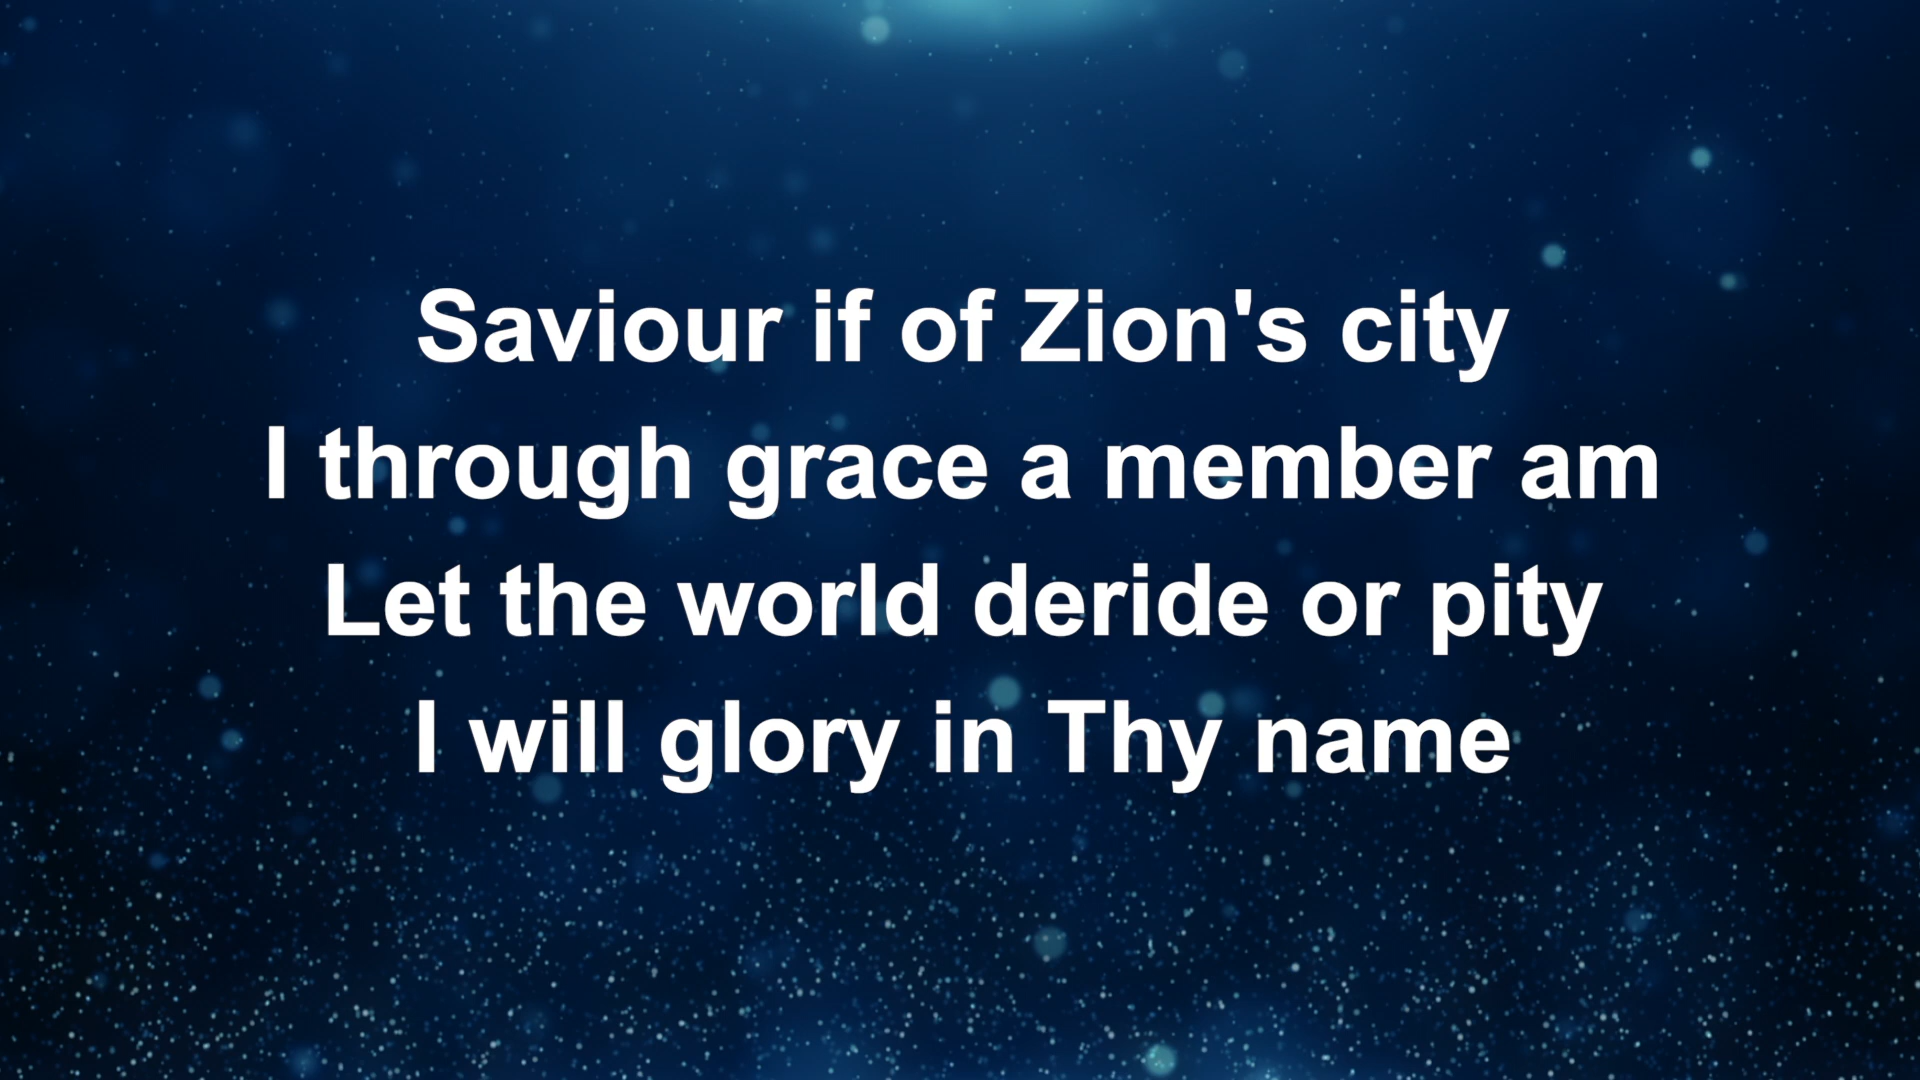 Saviour if of Zion's city
I through grace a member am
Let the world deride or pity
I will glory in Thy name